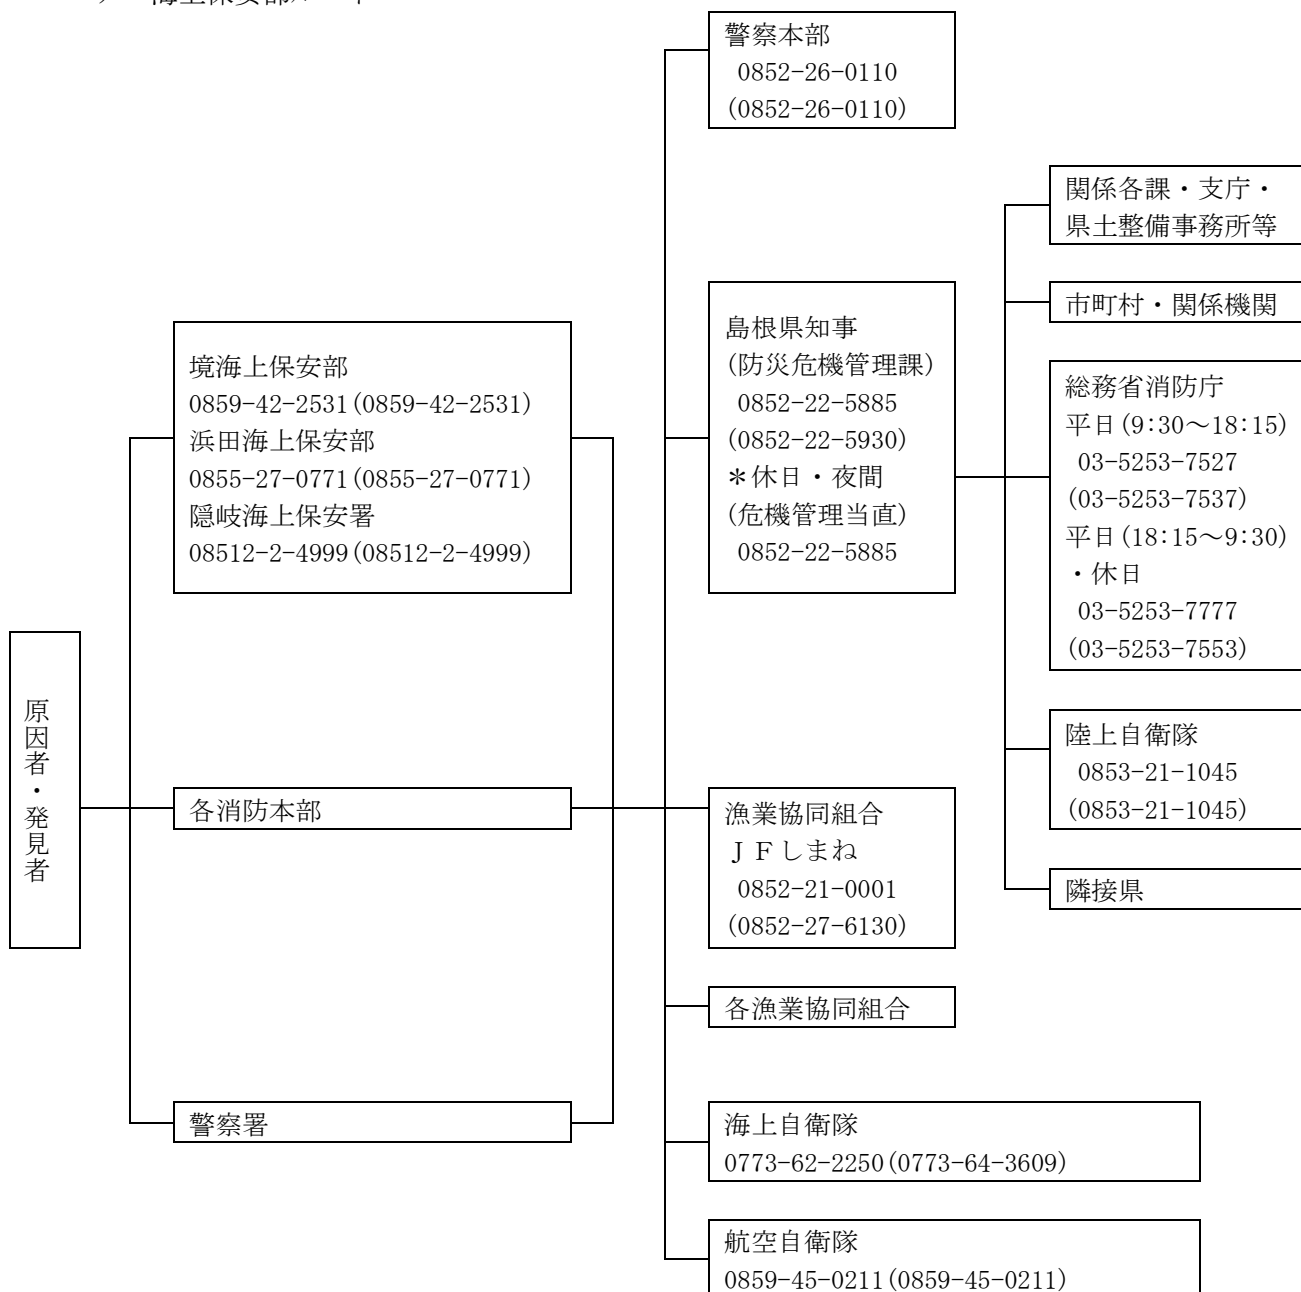 海上保安部ルート
警察本部
0852-26-0110
(0852-26-0110)
関係各課・支庁・
県土整備事務所等
市町村・関係機関
島根県知事
(防災危機管理課)
0852-22-5885
(0852-22-5930)
＊休日・夜間
(危機管理当直)
0852-22-5885
総務省消防庁
平日(9:30～18:15)
03-5253-7527
(03-5253-7537)
平日(18:15～9:30)
・休日
03-5253-7777
(03-5253-7553)
境海上保安部
0859-42-2531(0859-42-2531)
浜田海上保安部
0855-27-0771(0855-27-0771)
隠岐海上保安署
08512-2-4999(08512-2-4999)
原因者・発見者
陸上自衛隊
0853-21-1045
(0853-21-1045)
各消防本部
漁業協同組合
ＪＦしまね
0852-21-0001
(0852-27-6130)
隣接県
各漁業協同組合
警察署
海上自衛隊
0773-62-2250(0773-64-3609)
航空自衛隊
0859-45-0211(0859-45-0211)